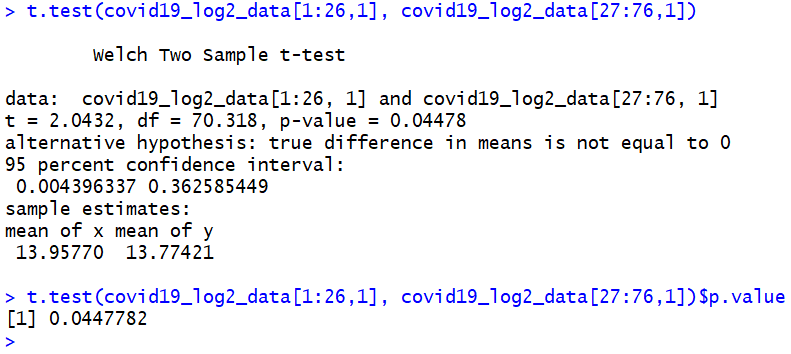 > t.test(covid19_log2_data[1:26,1], covid19_log2_data[27:76,1])
Welch Two Sample t-test
data:  covid19_log2_data[1:26, 1] and covid19_log2_data[27:76, 1]
t = 2.0432, df = 70.318, p-value = 0.04478
alternative hypothesis: true difference in means is not equal to 0
95 percent confidence interval:
 0.004396337 0.362585449
sample estimates:
mean of x mean of y
 13.95770  13.77421
> t.test(covid19_log2_data[1:26,1], covid19_log2_data[27:76,1])$p.value
[1] 0.0447782
>